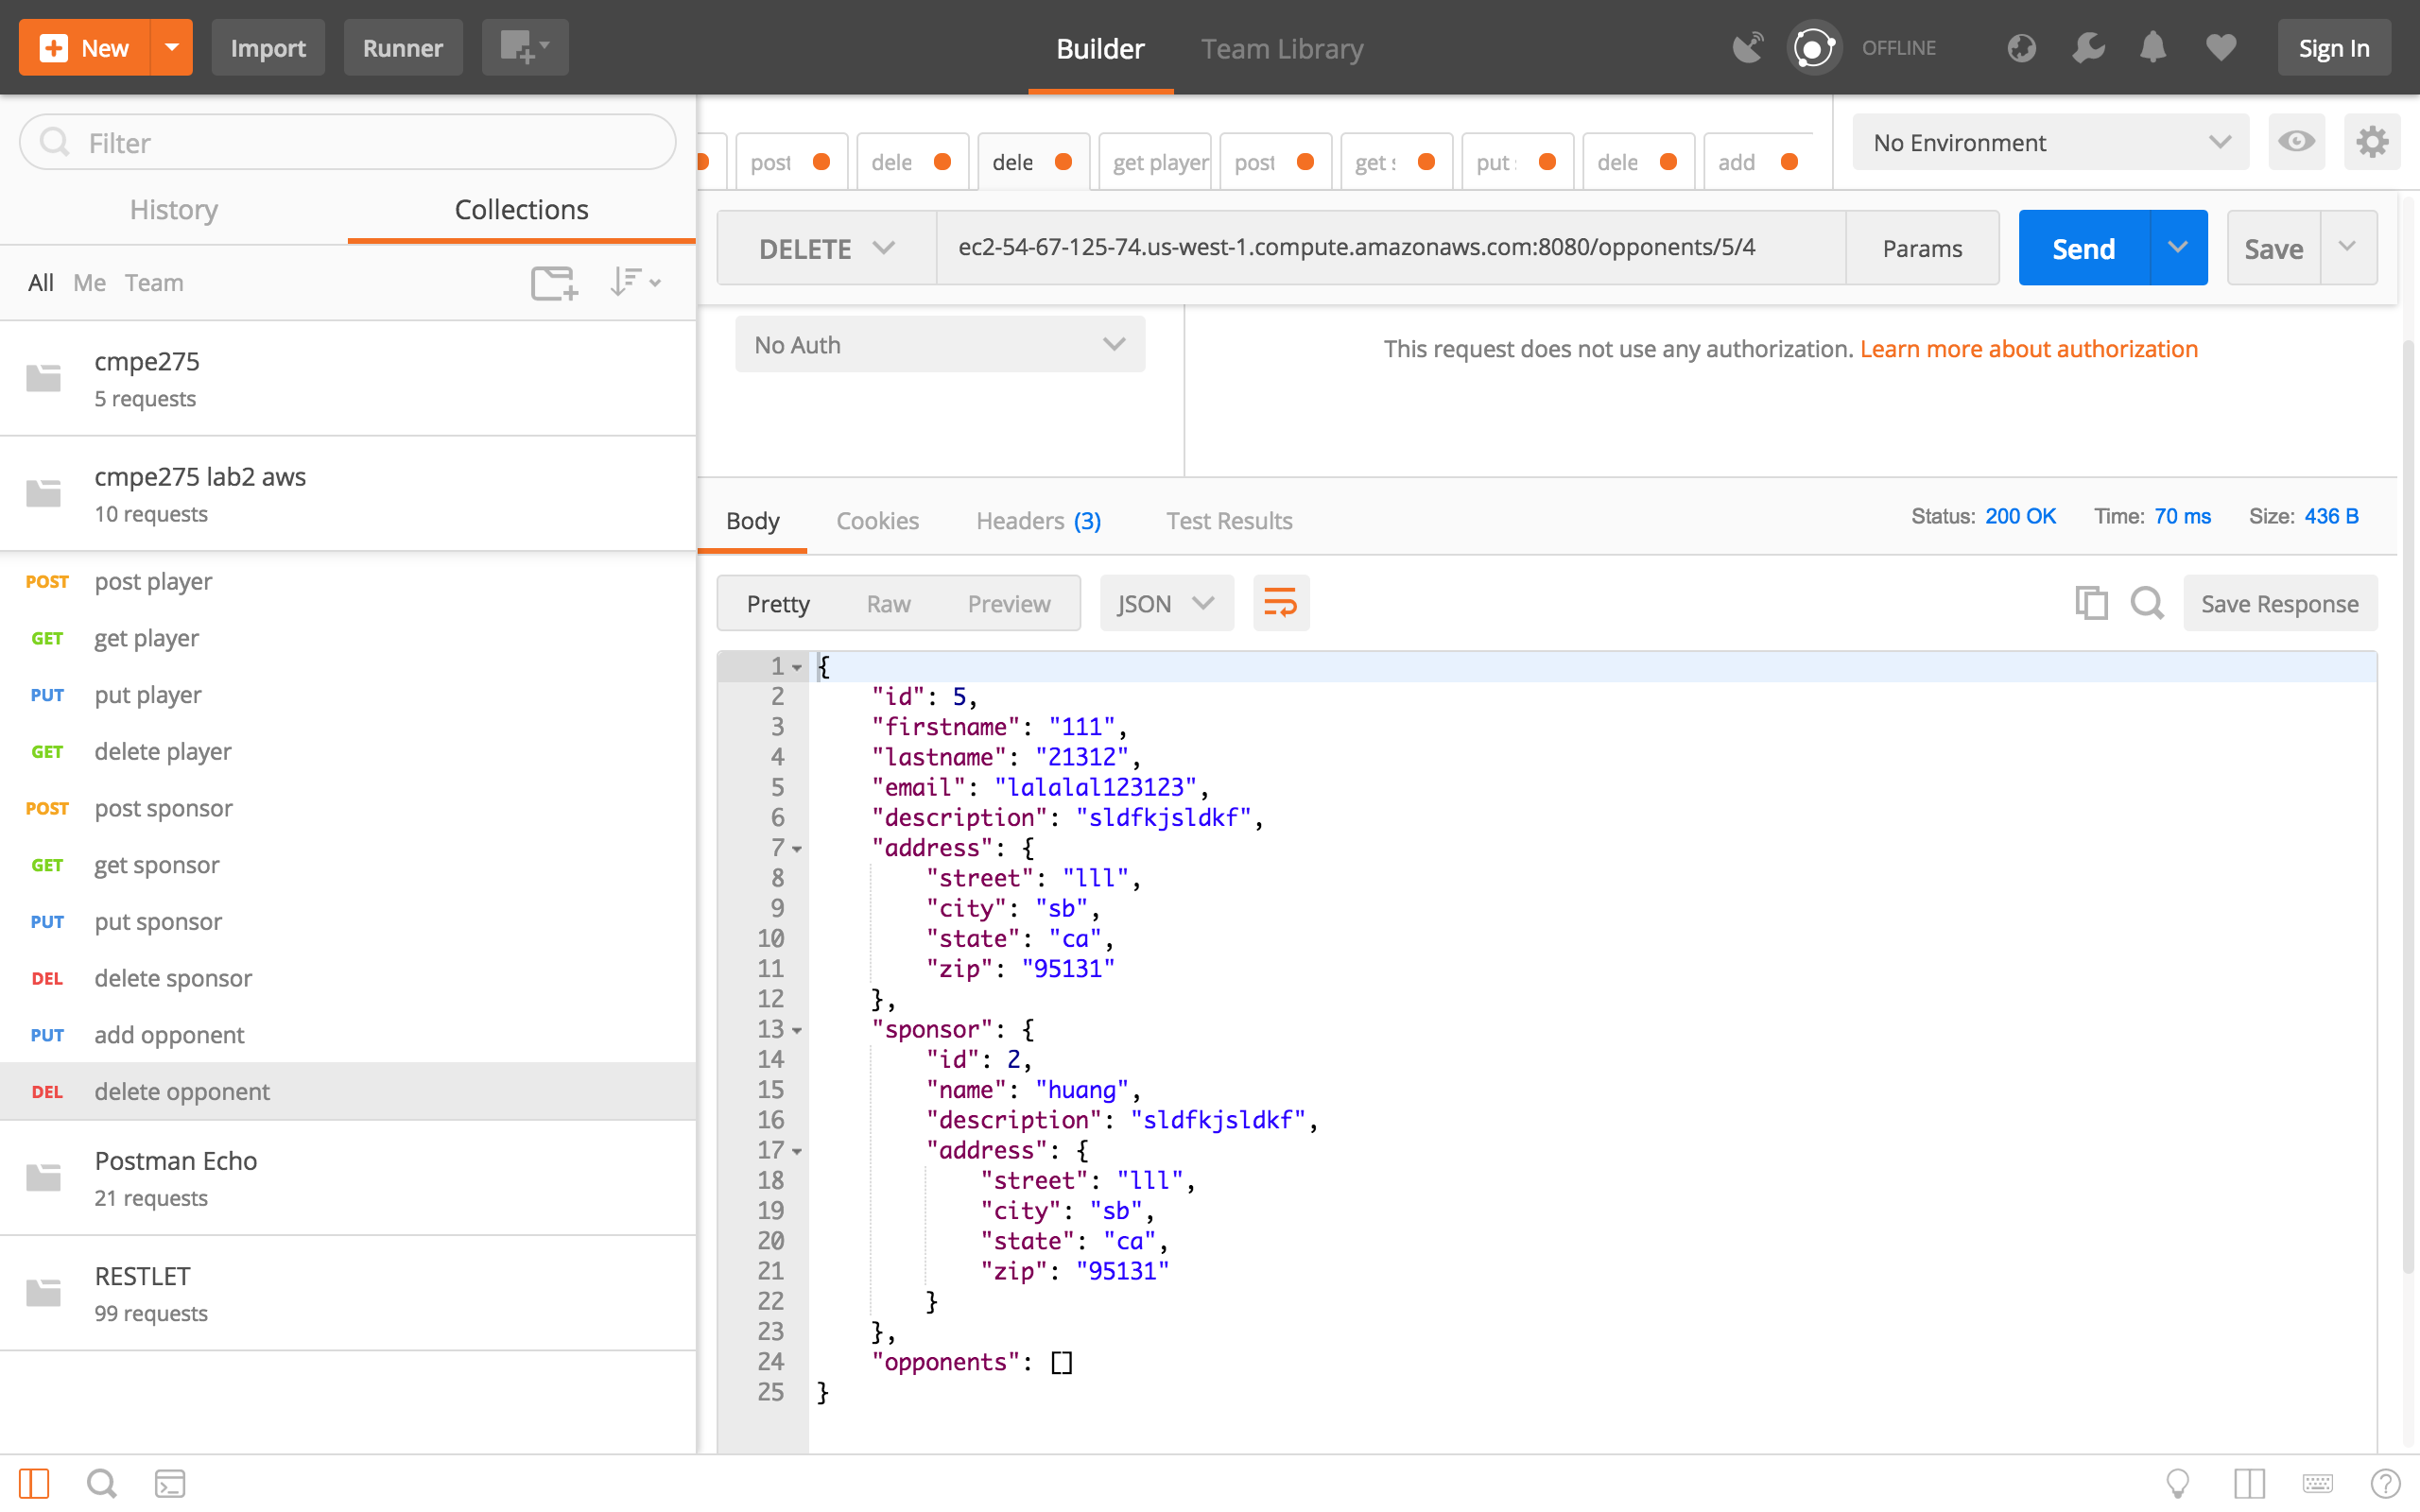 New
Import
Runner
Builder
Team Library
OFFLINE
Sign In
Filter
History
Collections
All Me Team
cmpe275
5 requests
cmpe275 lab2 aws
10 requests
POST post player
GET get player
PUT put player
GET delete player
POST post sponsor
GET get sponsor
PUT put sponsor
DEL delete sponsor
PUT add opponent
DEL delete opponent
Postman Echo
21 requests
RESTLET
99 requests
post dele dele get player post get s put dele add
No Environment
DELETE ec2-54-67-125-74.us-west-1.compute.amazonaws.com:8080/opponents/5/4 Params Send Save
No Auth
This request does not use any authorization. Learn more about authorization
Body Cookies Headers (3) Test Results Status: 200 OK Time: 70 ms Size: 436 B
Pretty Raw Preview JSON Save Response
1 {
2 "id": 5,
3 "firstname": "111",
4 "lastname": "21312",
5 "email": "lalalal123123",
6 "description": "sldfkjsldkf",
7 "address": {
8 "street": "lll",
9 "city": "sb",
10 "state": "ca",
11 "zip": "95131"
12 },
13 "sponsor": {
14 "id": 2,
15 "name": "huang",
16 "description": "sldfkjsldkf",
17 "address": {
18 "street": "lll",
19 "city": "sb",
20 "state": "ca",
21 "zip": "95131"
22 }
23 },
24 "opponents": []
25 }